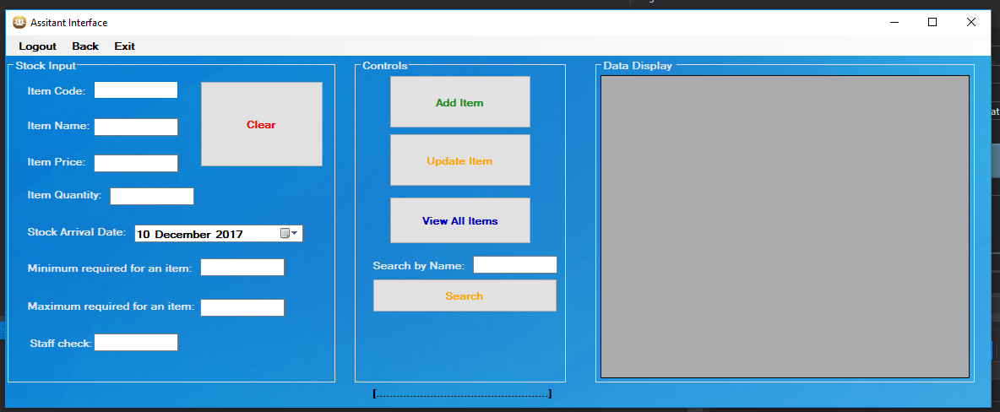 Assitant Interface
Logout Back Exit
Stock Input
Item Code:
Item Name:
Item Price:
Item Quantity:
Stock Arrival Date: 10 December 2017
Minimum required for an item:
Maximum required for an item:
Staff check:
Clear
Controls
Add Item
Update Item
View All Items
Search by Name:
Search
Data Display
[..................................................]